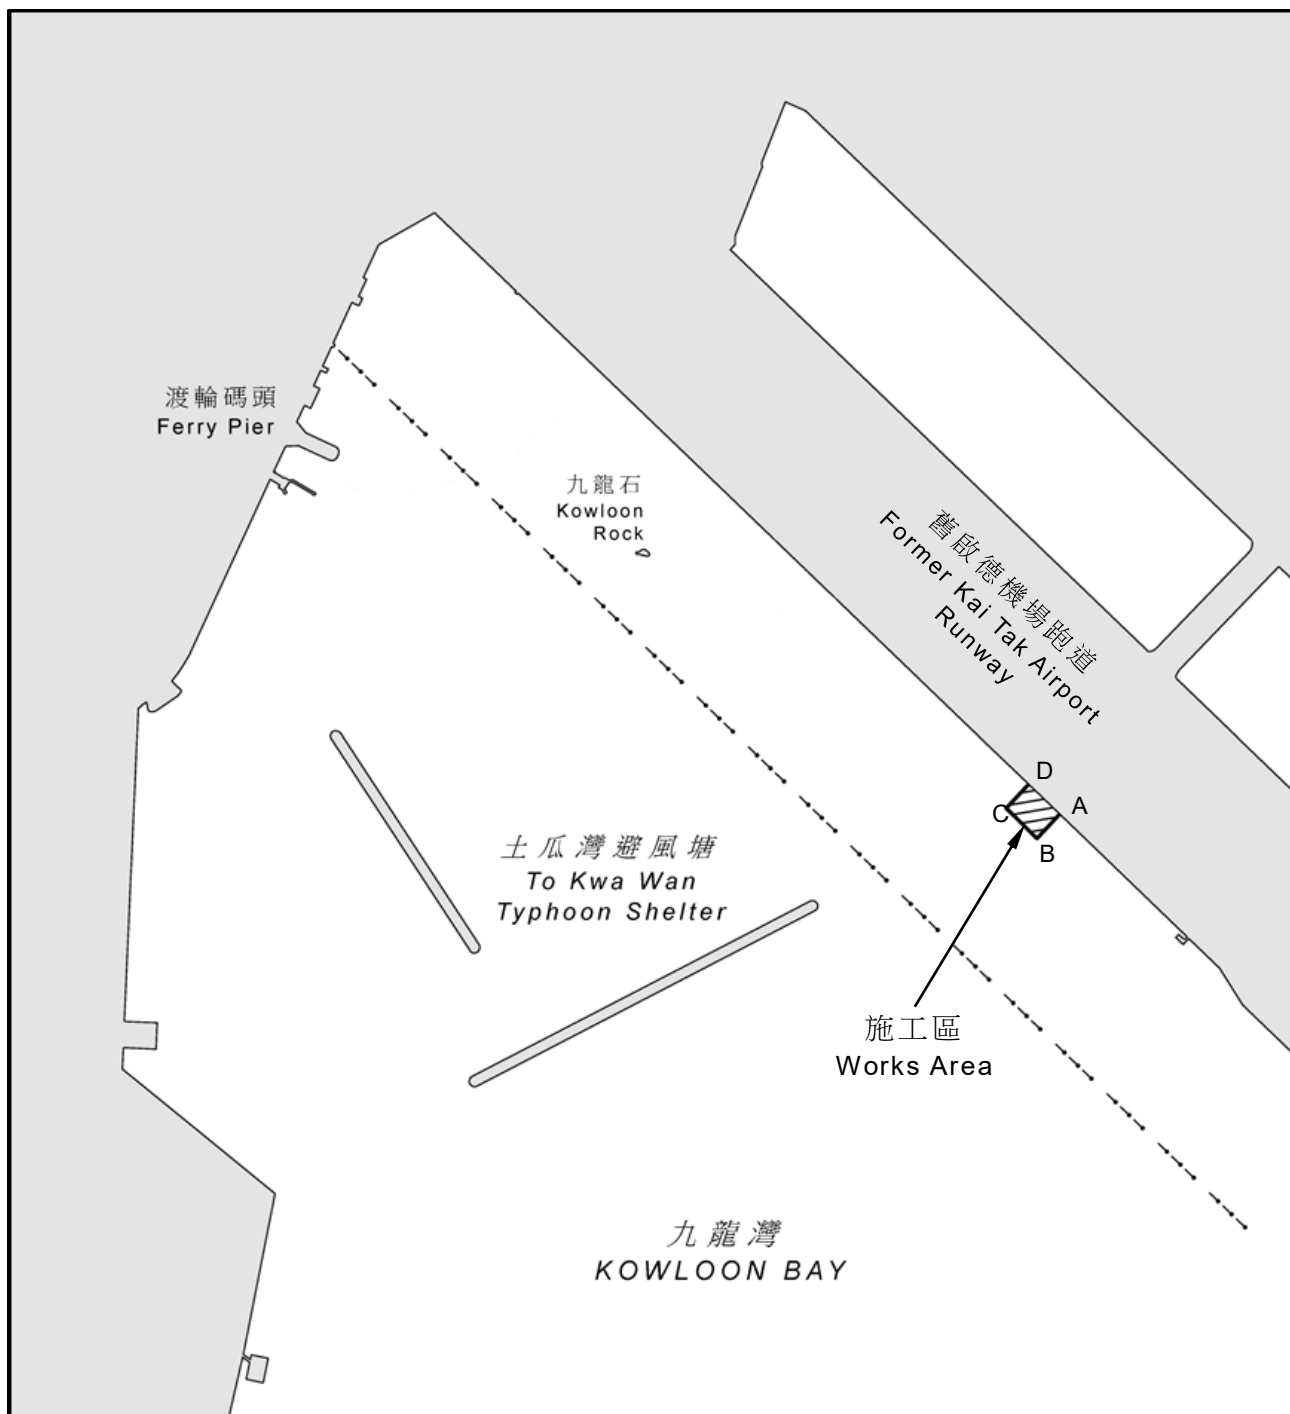 渡輪碼頭
Ferry Pier
九龍石
Kowloon
Rock
舊啟德機場跑道
Former Kai Tak Airport
Runway
D
A
C
B
土瓜灣避風塘
To Kwa Wan
Typhoon Shelter
施工區
Works Area
九龍灣
KOWLOON BAY